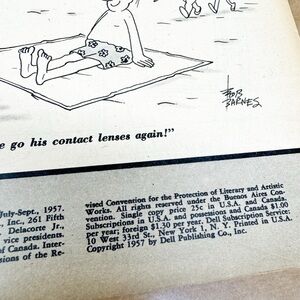 BOB
BARNES
e go his contact lenses again!"
July-Sept., 1957.
Inc., 261 Fifth
Delacorte Jr.,
vice presidents.
of Canada. Inter-
sions of the Re-
vised Convention for the Protection of Literary and Artistic
Works. All rights reserved under the Buenos Aires Con-
vention. Single copy price 25c in U.S.A. and Canada.
Subscriptions in U.S.A. and possessions and Canada $1.00
per year; foreign $1.30 per year. Dell Subscription Service:
10 West 33rd St., New York 1, N. Y. Printed in U.S.A.
Copyright 1957 by Dell Publishing Co., Inc.